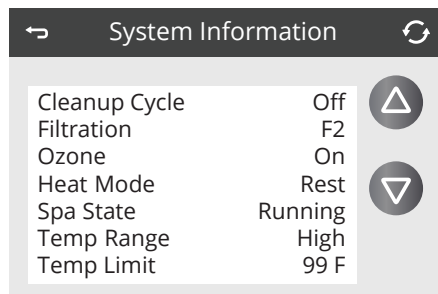 System Information
Cleanup Cycle Off
Filtration F2
Ozone On
Heat Mode Rest
Spa State Running
Temp Range High
Temp Limit 99 F